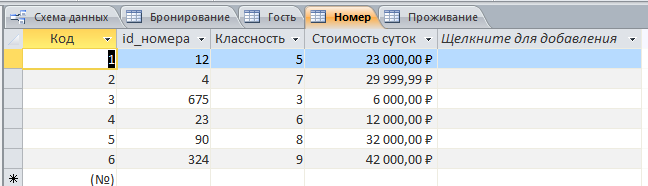 Схема данных Бронирование Гость Номер Проживание
Код id_номера Классность Стоимость суток Щелкните для добавления
1 12 5 23 000,00 ₽
2 4 7 29 999,99 ₽
3 675 3 6 000,00 ₽
4 23 6 12 000,00 ₽
5 90 8 32 000,00 ₽
6 324 9 42 000,00 ₽
* (№)